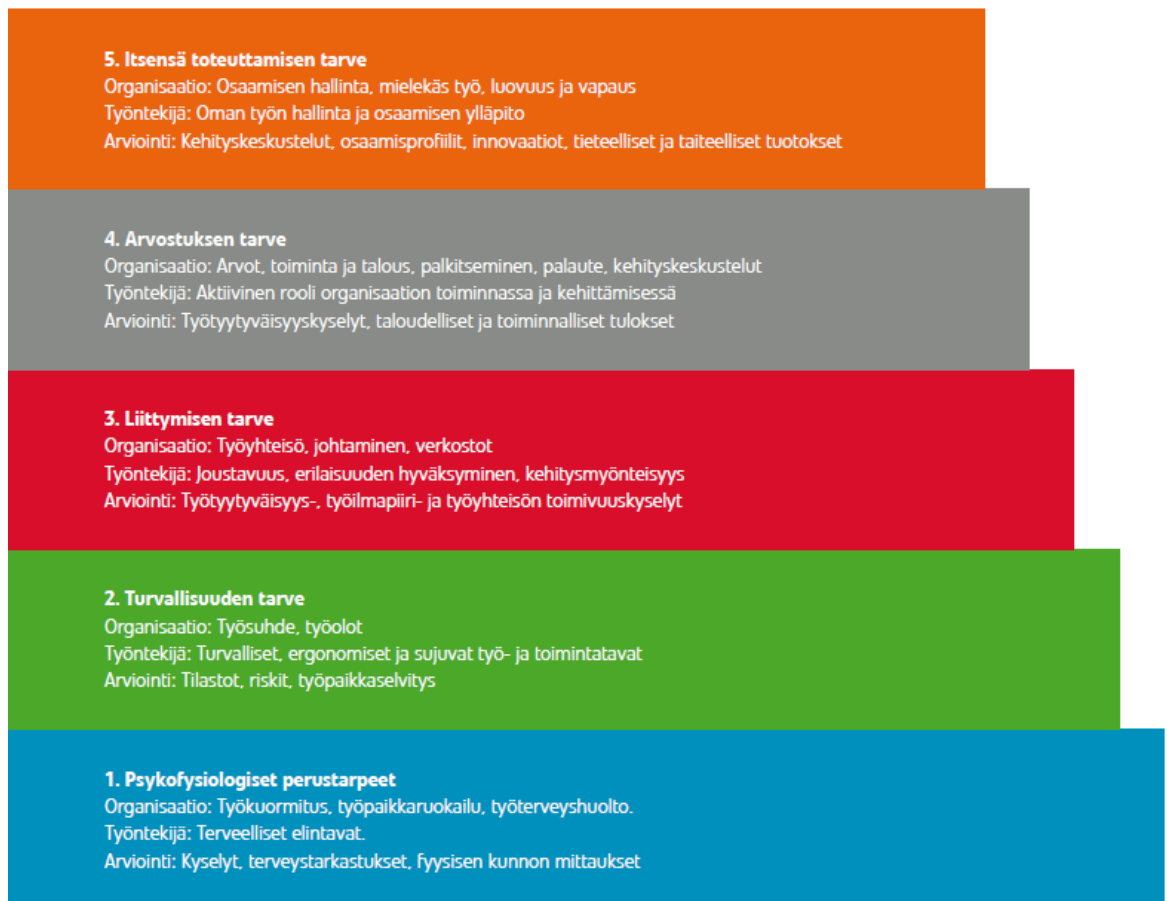 5. Itsensä toteuttamisen tarve
Organisaatio: Osaamisen hallinta, mielekäs työ, luovuus ja vapaus
Työntekijä: Oman työn hallinta ja osaamisen ylläpito
Arviointi: Kehityskeskustelut, osaamisprofiilit, innovaatiot, tieteelliset ja taiteelliset tuotokset
4. Arvostuksen tarve
Organisaatio: Arvot, toiminta ja talous, palkitseminen, palaute, kehityskeskustelut
Työntekijä: Aktiivinen rooli organisaation toiminnassa ja kehittämisessä
Arviointi: Työtyytyväisyyskyselyt, taloudelliset ja toiminnalliset tulokset
3. Liittymisen tarve
Organisaatio: Työyhteisö, johtaminen, verkostot
Työntekijä: Joustavuus, erilaisuuden hyväksyminen, kehitysmyönteisyys
Arviointi: Työtyytyväisyys-, työilmapiiri- ja työyhteisön toimivuuskyselyt
2. Turvallisuuden tarve
Organisaatio: Työsuhde, työolot
Työntekijä: Turvalliset, ergonomiset ja sujuvat työ- ja toimintatavat
Arviointi: Tilastot, riskit, työpaikkaselvitys
1. Psykofysiologiset perustarpeet
Organisaatio: Työkuormitus, työpaikkaruokailu, työterveyshuolto.
Työntekijä: Terveelliset elintavat.
Arviointi: Kyselyt, terveystarkastukset, fyysisen kunnon mittaukset